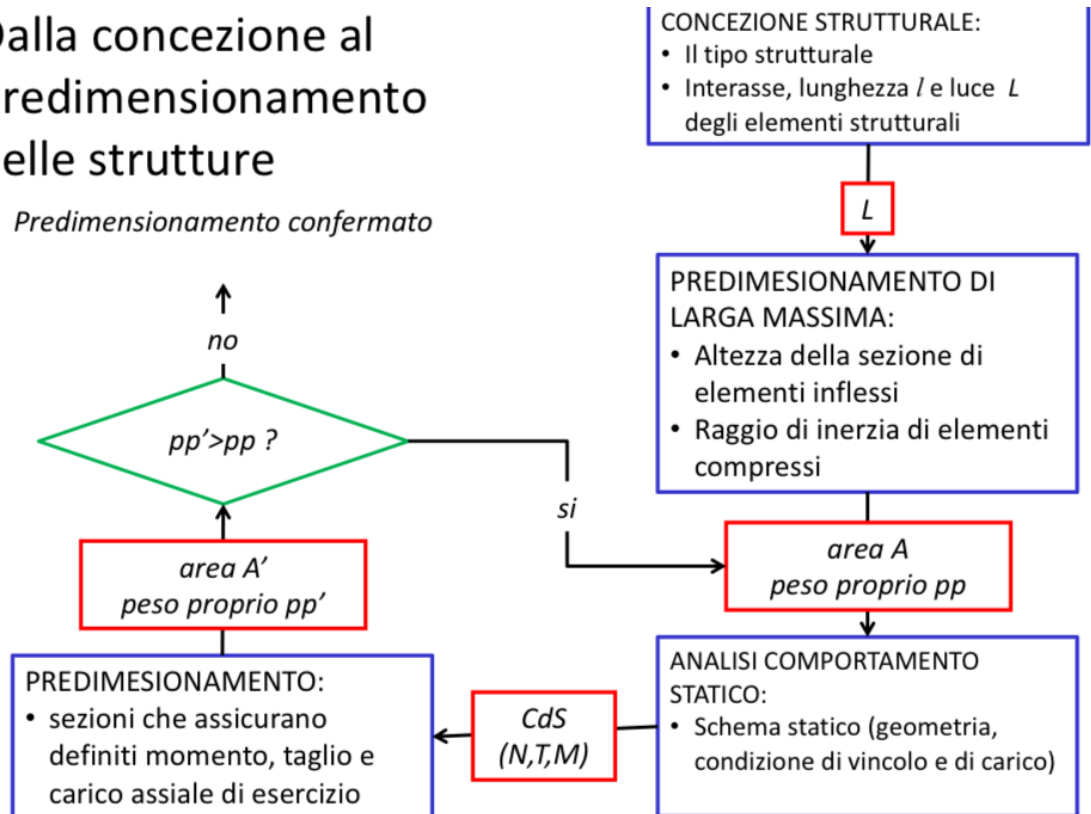 Dalla concezione al
redimensionamento
elle strutture
Predimensionamento confermato
no
pp'>pp ?
si
area A'
peso proprio pp'
PREDIMESIONAMENTO:
• sezioni che assicurano
definiti momento, taglio e
carico assiale di esercizio
CONCEZIONE STRUTTURALE:
• Il tipo strutturale
• Interasse, lunghezza l e luce L
degli elementi strutturali
L
PREDIMESIONAMENTO DI
LARGA MASSIMA:
• Altezza della sezione di
elementi inflessi
• Raggio di inerzia di elementi
compressi
area A
peso proprio pp
ANALISI COMPORTAMENTO
STATICO:
• Schema statico (geometria,
condizione di vincolo e di carico)
CdS
(N,T,M)